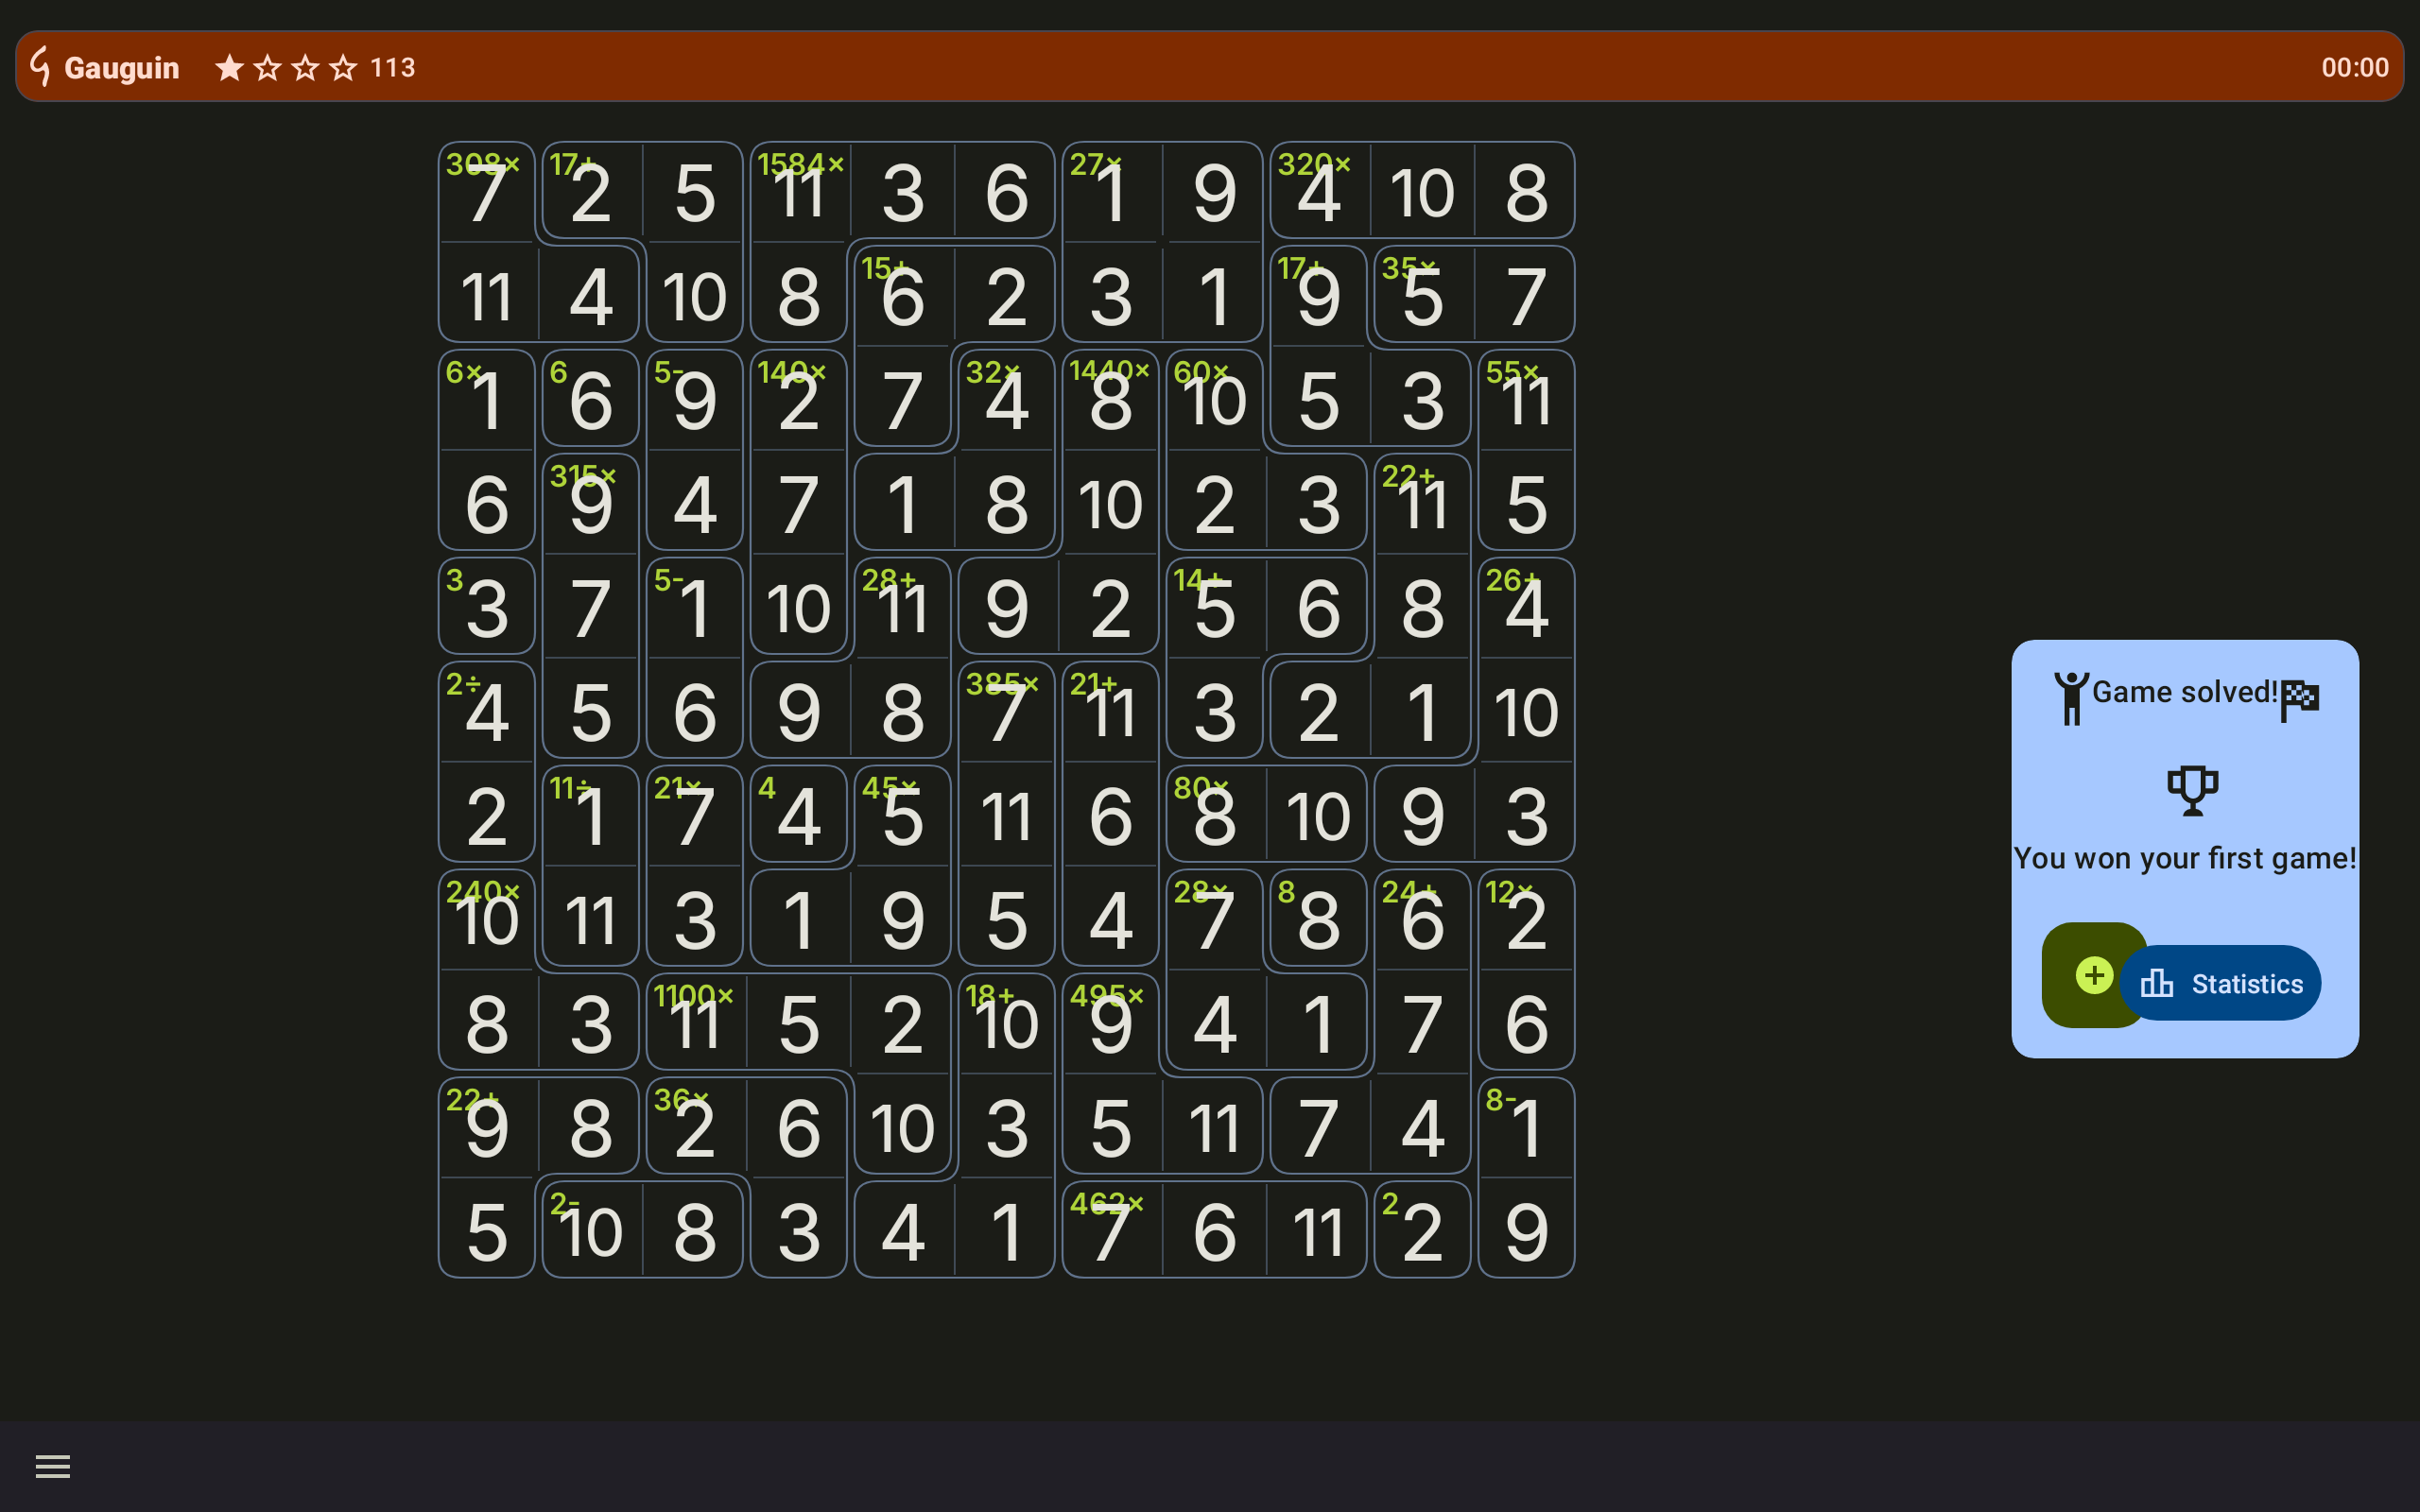 Gauguin 113 00:00
308× 17+ 1584× 27× 320×
7 2 5 11 3 6 1 9 4 10 8
15+ 17+ 35×
11 4 10 8 6 2 3 1 9 5 7
6× 6 5- 140× 32× 1440× 60× 55×
1 6 9 2 7 4 8 10 5 3 11
315× 22+
6 9 4 7 1 8 10 2 3 11 5
3 5- 28+ 14+ 26+
3 7 1 10 11 9 2 5 6 8 4
2÷ 385× 21+
4 5 6 9 8 7 11 3 2 1 10
11÷ 21× 4 45× 80×
2 1 7 4 5 11 6 8 10 9 3
240× 28× 8 24+ 12×
10 11 3 1 9 5 4 7 8 6 2
1100× 18+ 495×
8 3 11 5 2 10 9 4 1 7 6
22+ 36× 8-
9 8 2 6 10 3 5 11 7 4 1
2- 462× 2
5 10 8 3 4 1 7 6 11 2 9
Game solved!
You won your first game!
Statistics